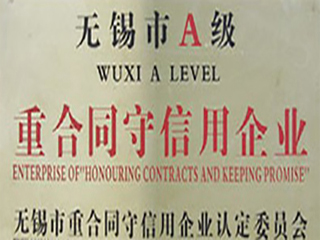 无锡市A级
WUXI A LEVEL
重合同守信用企业
ENTERPRISE OF"HONOURING CONTRACTS AND KEEPING PROMISE"
无锡市重合同守信用企业认定委员会